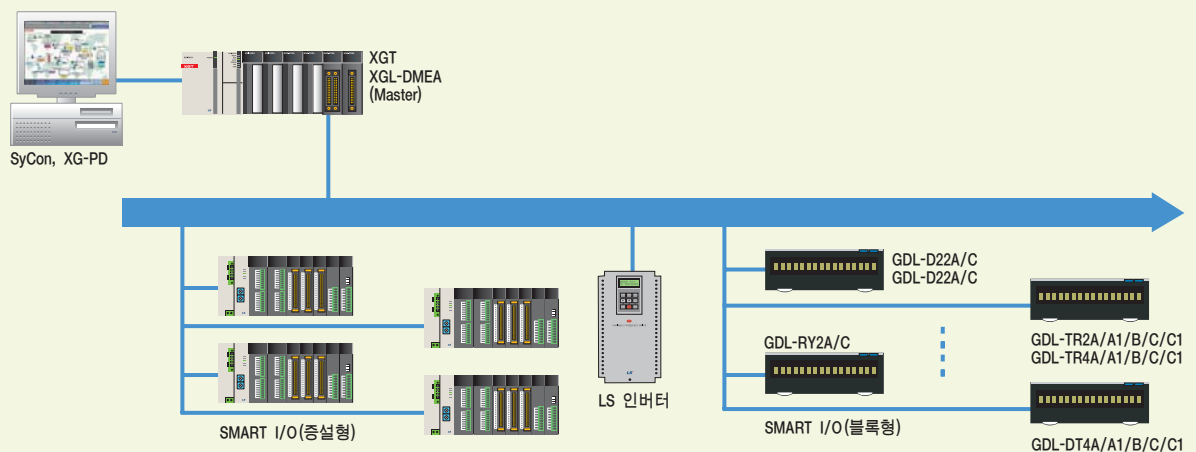 XGT
XGL-DMEA
(Master)
XGT
SyCon, XG-PD
GDL-D22A/C
GDL-D22A/C
GDL-RY2A/C
GDL-TR2A/A1/B/C/C1
GDL-TR4A/A1/B/C/C1
LS 인버터
SMART I/O(증설형)
SMART I/O(블록형)
GDL-DT4A/A1/B/C/C1